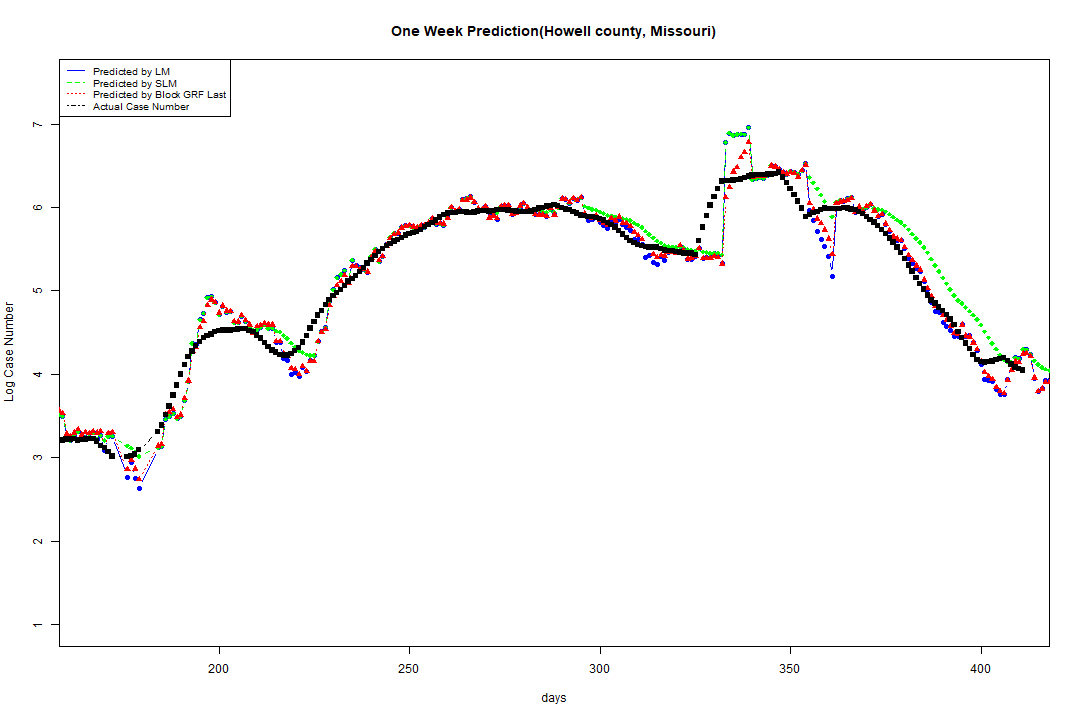 One Week Prediction(Howell county, Missouri)
Predicted by LM
Predicted by SLM
Predicted by Block GRF Last
Actual Case Number
7
6
5
4
3
2
1
Log Case Number
200 250 300 350 400
days